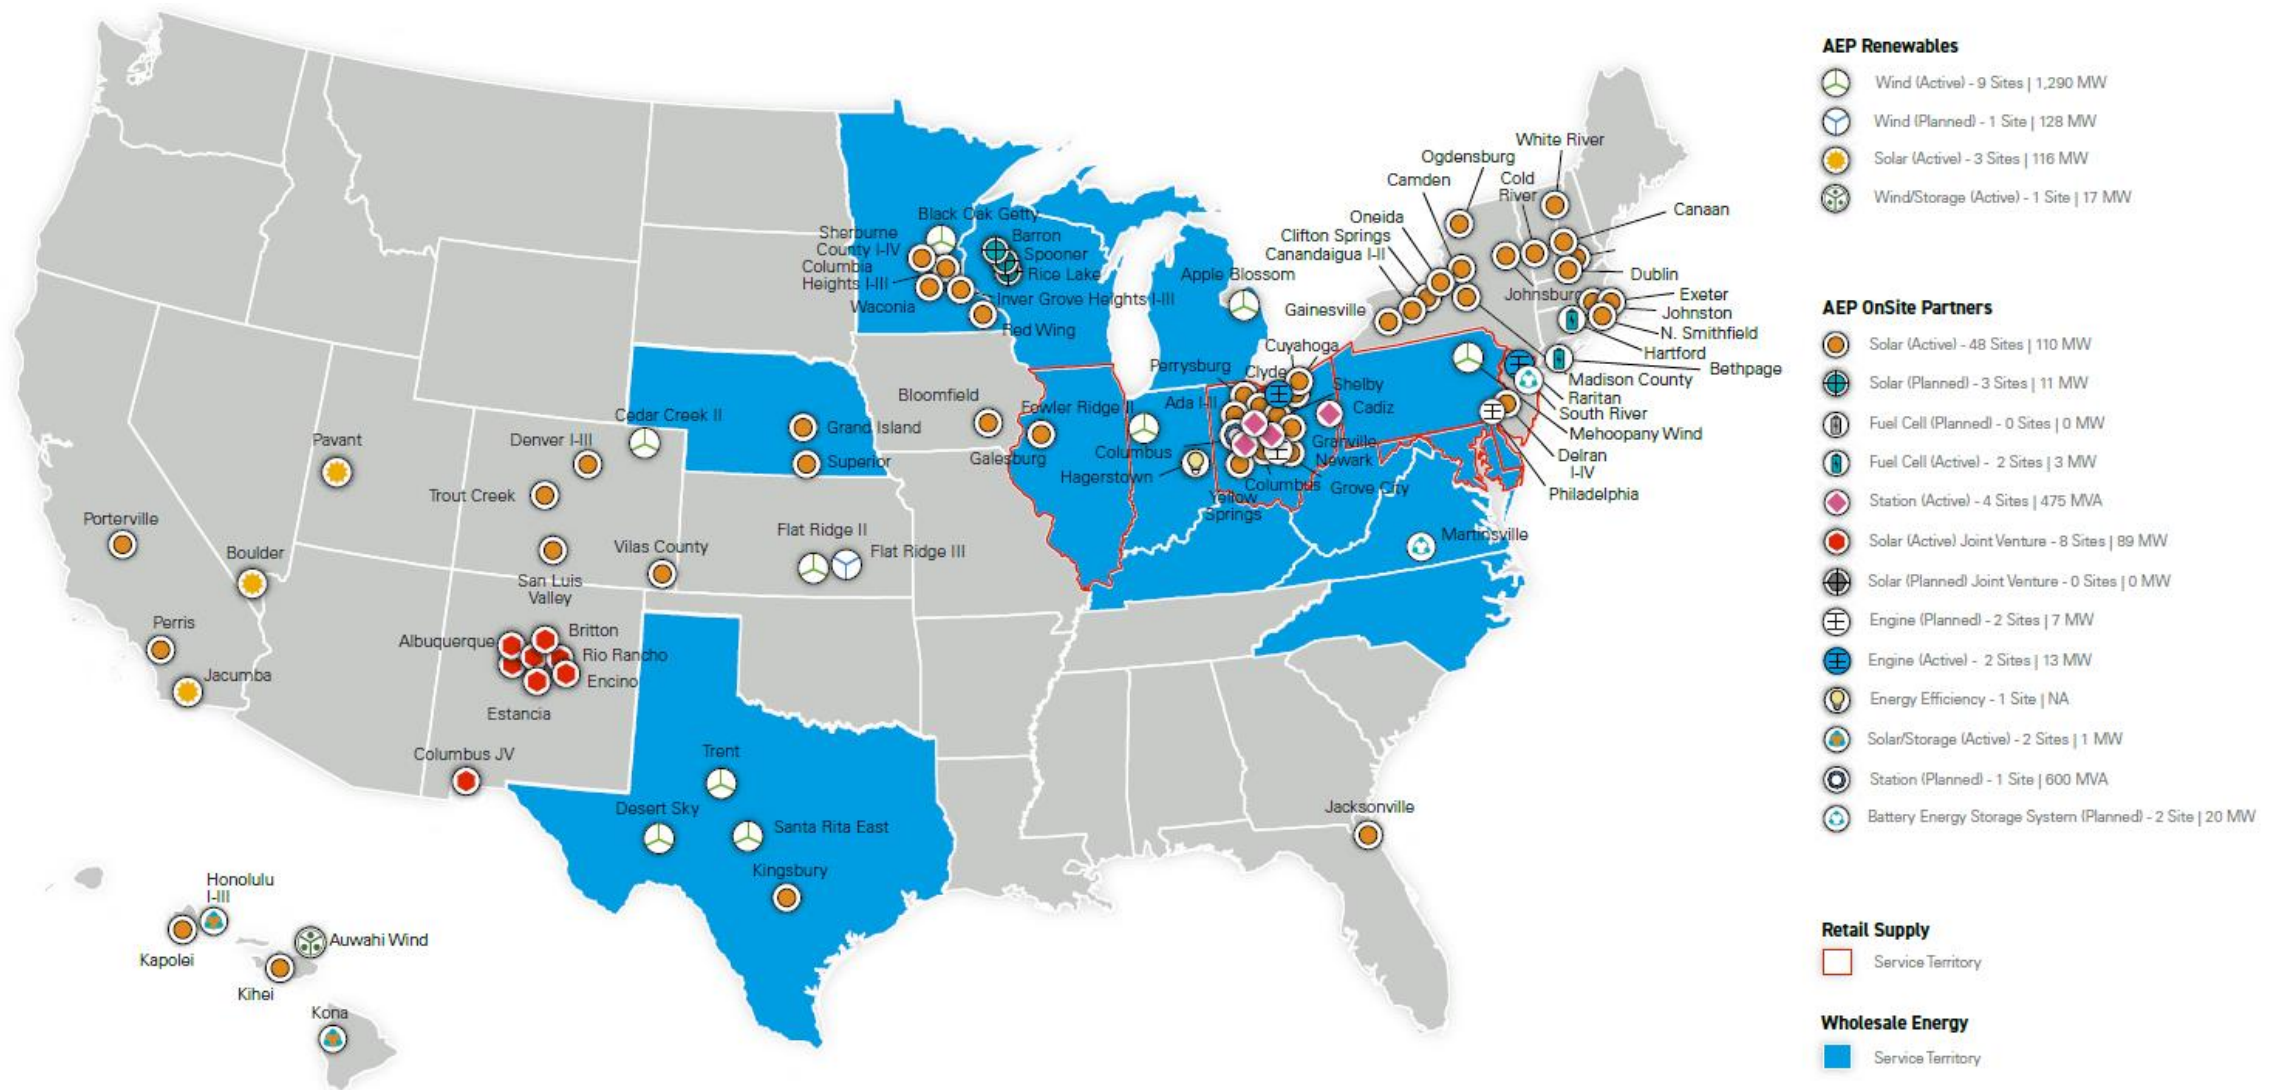 AEP Renewables
Wind (Active) - 9 Sites | 1,290 MW
Wind (Planned) - 1 Site | 128 MW
Solar (Active) - 3 Sites | 116 MW
Wind/Storage (Active) - 1 Site | 17 MW
AEP OnSite Partners
Solar (Active) - 48 Sites | 110 MW
Solar (Planned) - 3 Sites | 11 MW
Fuel Cell (Planned) - 0 Sites | 0 MW
Fuel Cell (Active) - 2 Sites | 3 MW
Station (Active) - 4 Sites | 475 MVA
Solar (Active) Joint Venture - 8 Sites | 89 MW
Solar (Planned) Joint Venture - 0 Sites | 0 MW
Engine (Planned) - 2 Sites | 7 MW
Engine (Active) - 2 Sites | 13 MW
Energy Efficiency - 1 Site | NA
Solar/Storage (Active) - 2 Sites | 1 MW
Station (Planned) - 1 Site | 600 MVA
Battery Energy Storage System (Planned) - 2 Site | 20 MW
Retail Supply
Service Territory
Wholesale Energy
Service Territory
White River
Ogdensburg
Camden
Cold
River
Canaan
Oneida
Clifton Springs
Canandaigua I-II
Dublin
Gainesville
Johnsburg
Exeter
Johnston
N. Smithfield
Hartford
Bethpage
Madison County
Raritan
South River
Mehoopany Wind
Delran
I-IV
Philadelphia
Black Oak Getty
Sherburne
County I-IV
Columbia
Heights I-III
Waconia
Barron
Spooner
Rice Lake
Inver Grove Heights I-III
Red Wing
Apple Blossom
Cuyahoga
Perrysburg
Clyde
Shelby
Ada I-III
Cadiz
Bloomfield
Fowler Ridge II
Galesburg
Columbus
Hagerstown
Granville
Newark
Columbus
Grove City
Yellow
Springs
Martinsville
Cedar Creek II
Grand Island
Superior
Pavant
Denver I-III
Trout Creek
Porterville
Boulder
San Luis
Valley
Vilas County
Flat Ridge II
Flat Ridge III
Perris
Jacumba
Albuquerque
Britton
Rio Rancho
Encino
Estancia
Columbus JV
Trent
Desert Sky
Santa Rita East
Kingsbury
Jacksonville
Honolulu
I-III
Kapolei
Auwahi Wind
Kihei
Kona